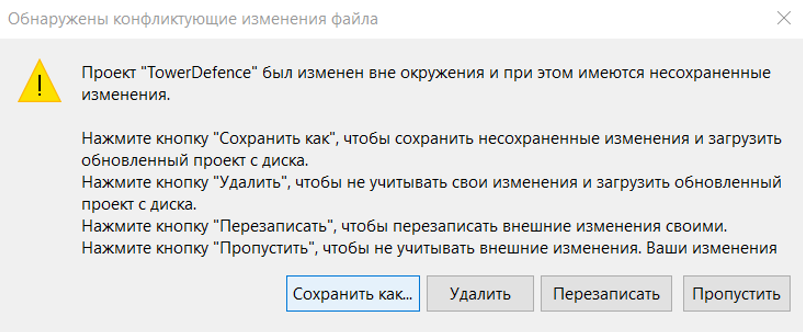 Обнаружены конфликтующие изменения файла
Проект "TowerDefence" был изменен вне окружения и при этом имеются несохраненные
изменения.
Нажмите кнопку "Сохранить как", чтобы сохранить несохраненные изменения и загрузить
обновленный проект с диска.
Нажмите кнопку "Удалить", чтобы не учитывать свои изменения и загрузить обновленный
проект с диска.
Нажмите кнопку "Перезаписать", чтобы перезаписать внешние изменения своими.
Нажмите кнопку "Пропустить", чтобы не учитывать внешние изменения. Ваши изменения
Сохранить как... Удалить Перезаписать Пропустить